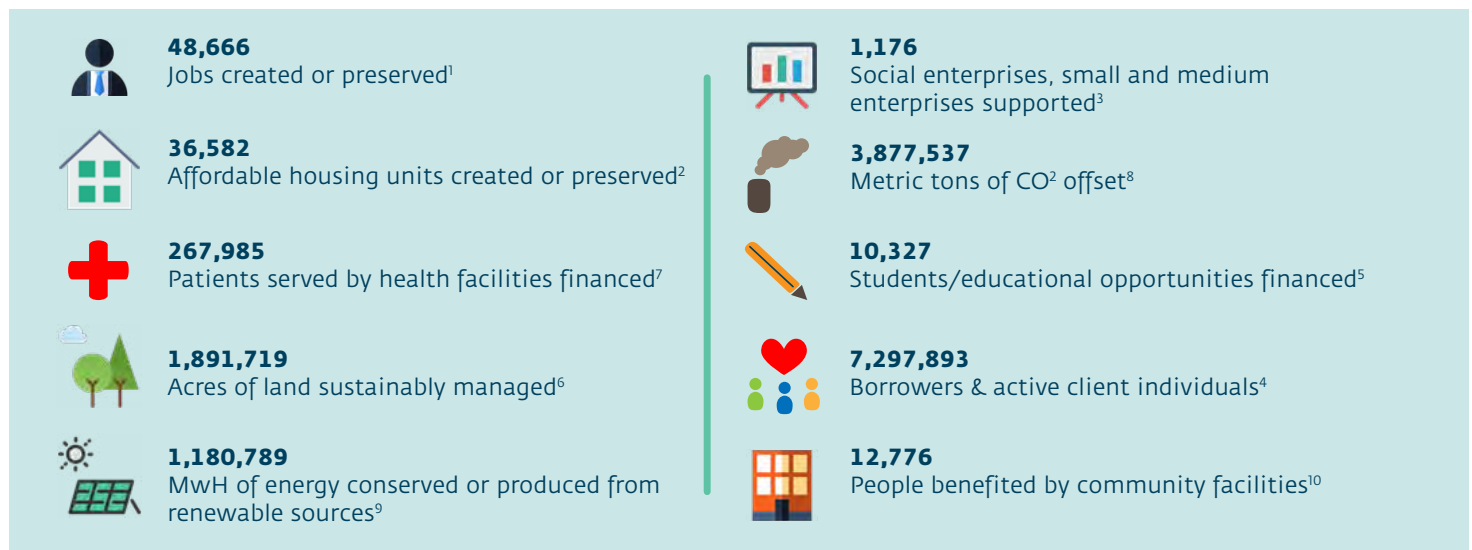 48,666
Jobs created or preserved¹
36,582
Affordable housing units created or preserved²
267,985
Patients served by health facilities financed⁷
1,891,719
Acres of land sustainably managed⁶
1,180,789
MwH of energy conserved or produced from
renewable sources⁹
1,176
Social enterprises, small and medium
enterprises supported³
3,877,537
Metric tons of CO² offset⁸
10,327
Students/educational opportunities financed⁵
7,297,893
Borrowers & active client individuals⁴
12,776
People benefited by community facilities¹⁰